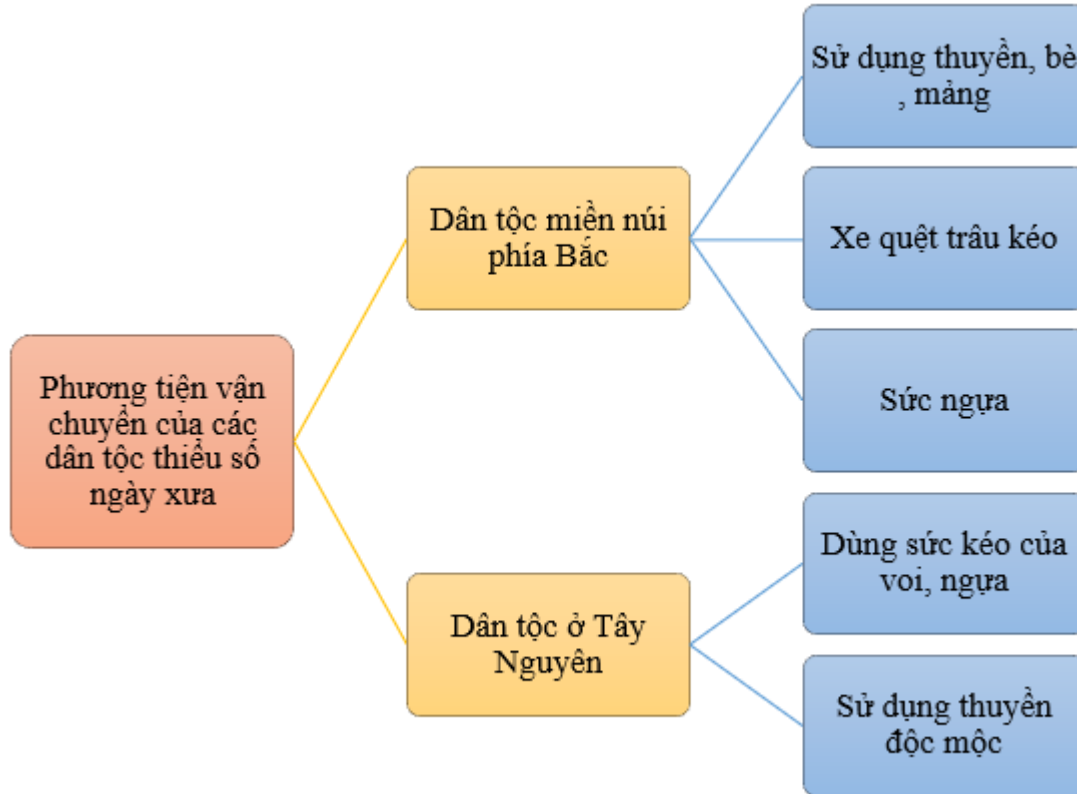 Phương tiện vận
chuyển của các
dân tộc thiểu số
ngày xưa
Dân tộc miền núi
phía Bắc
Sử dụng thuyền, bè
, mảng
Xe quệt trâu kéo
Sức ngựa
Dân tộc ở Tây
Nguyên
Dùng sức kéo của
voi, ngựa
Sử dụng thuyền
độc mộc